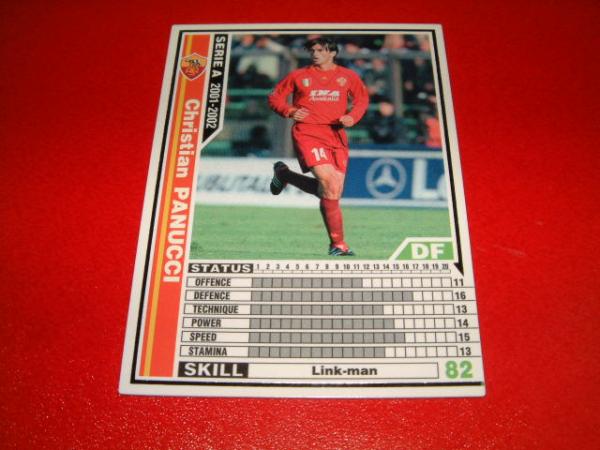 SERIE A 2001-2002
Christian PANUCCI
INA
Assitalia
14
DF
STATUS 1 2 3 4 5 6 7 8 9 10 11 12 13 14 15 16 17 18 19 20
OFFENCE 11
DEFENCE 16
TECHNIQUE 13
POWER 14
SPEED 15
STAMINA 13
SKILL Link-man 82